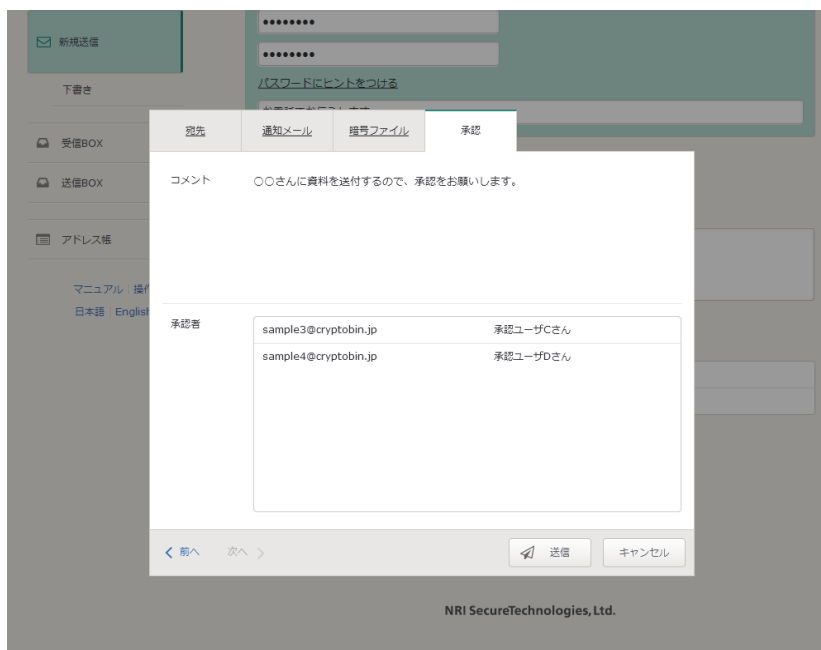 ••••••••
新規送信
••••••••
下書き
パスワードにヒントをつける
宛先
通知メール
暗号ファイル
承認
受信BOX
コメント
○○さんに資料を送付するので、承認をお願いします。
送信BOX
アドレス帳
マニュアル
日本語 English
承認者
sample3@cryptobin.jp 承認ユーザCさん
sample4@cryptobin.jp 承認ユーザDさん
前へ 次へ
送信
キャンセル
NRI SecureTechnologies, Ltd.